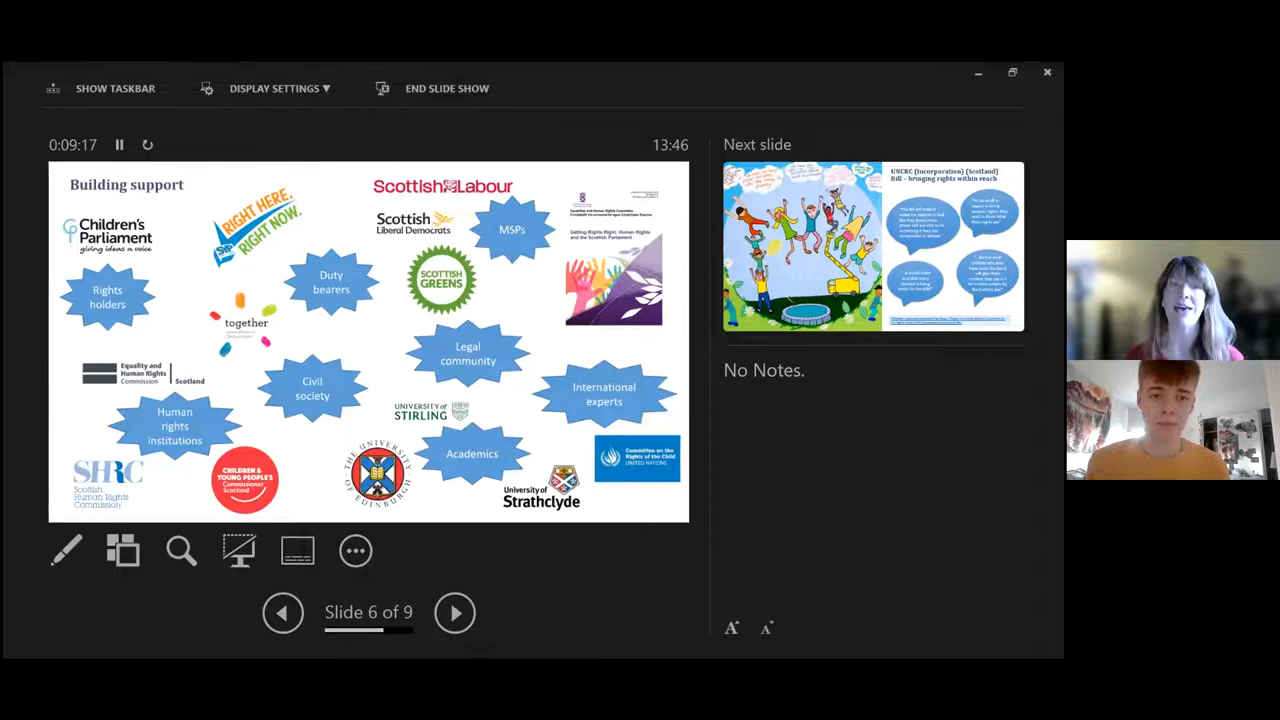 SHOW TASKBAR
DISPLAY SETTINGS ▼
END SLIDE SHOW
0:09:17
13:46
Building support
Scottish Labour
Children's
Parliament
giving ideas a voice
RIGHT HERE.
RIGHT NOW.
SYP
Scottish
Liberal Democrats
MSPs
Getting Rights Right: Human Rights
and the Scottish Parliament
Rights
holders
Duty
bearers
SCOTTISH
GREENS
together
Legal
community
Equality and
Human Rights
Commission
Scotland
Civil
society
International
experts
Human
rights
institutions
UNIVERSITY of
STIRLING
Academics
SHRC
Scottish
Human Rights
Commission
CHILDREN &
YOUNG PEOPLE'S
Commissioner
Scotland
THE UNIVERSITY
OF EDINBURGH
University of
Strathclyde
Committee on the
Rights of the Child
UNITED NATIONS
Next slide
UNCRC (Incorporation) (Scotland)
Bill – bringing rights within reach
No Notes.
Slide 6 of 9
A A